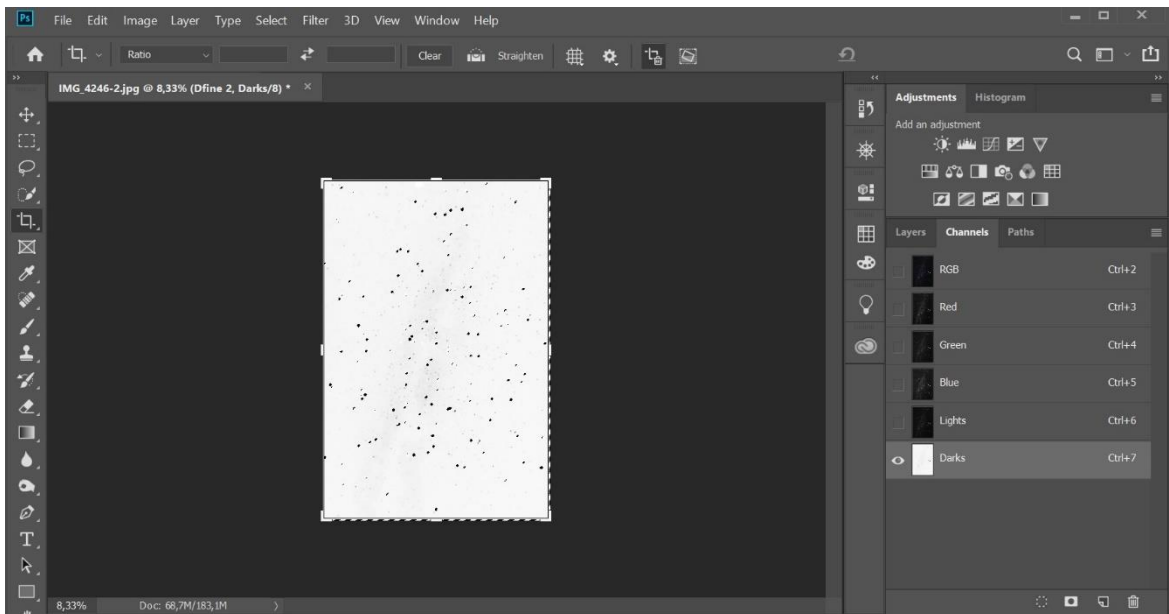 Ps File Edit Image Layer Type Select Filter 3D View Window Help
Ratio Clear Straighten
IMG_4246-2.jpg @ 8,33% (Dfine 2, Darks/8) * ×
Adjustments Histogram
Add an adjustment
Layers Channels Paths
RGB Ctrl+2
Red Ctrl+3
Green Ctrl+4
Blue Ctrl+5
Lights Ctrl+6
Darks Ctrl+7
8,33% Doc: 68,7M/183,1M